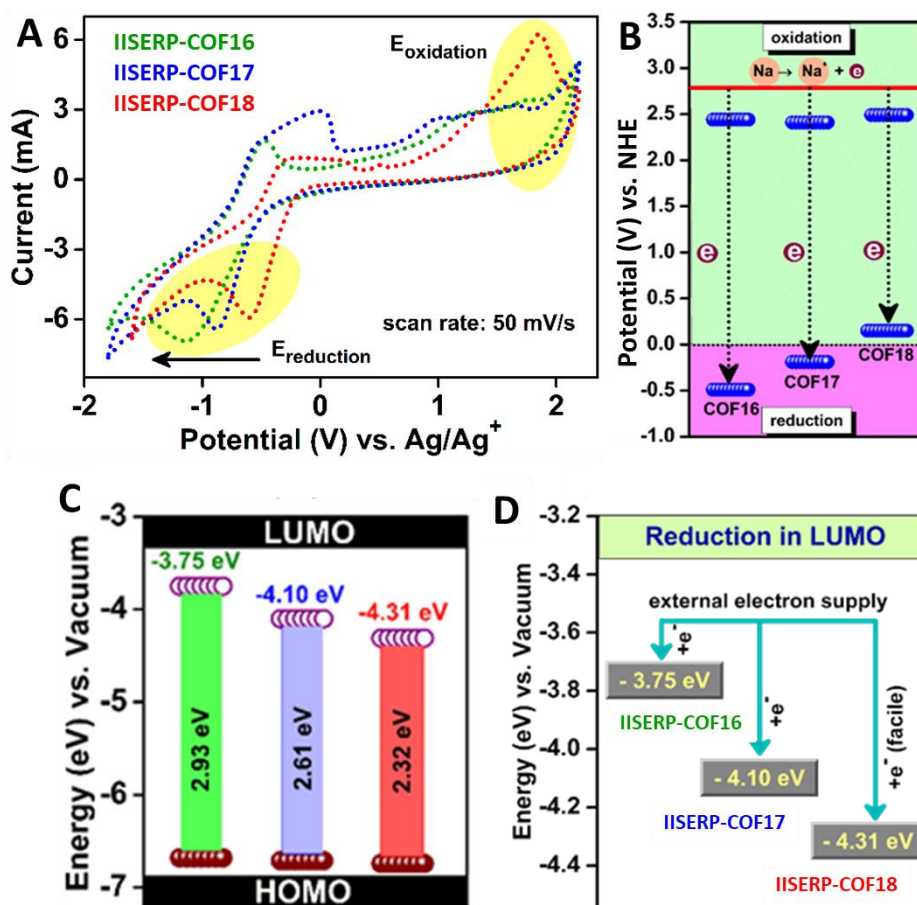 A
IISERP-COF16
IISERP-COF17
IISERP-COF18
Eoxidation
Ereduction
scan rate: 50 mV/s
6
3
0
-3
-6
Current (mA)
-2
-1
0
1
2
Potential (V) vs. Ag/Ag+
B
oxidation
Na → Na+ + e
3.5
3.0
2.5
2.0
1.5
1.0
0.5
0.0
-0.5
-1.0
Potential (V) vs. NHE
e
e
e
COF16
COF17
COF18
reduction
C
LUMO
-3.75 eV
-4.10 eV
-4.31 eV
2.93 eV
2.61 eV
2.32 eV
HOMO
-3
-4
-5
-6
-7
Energy (eV) vs. Vacuum
D
Reduction in LUMO
external electron supply
+e-
+e-
+e- (facile)
- 3.75 eV
IISERP-COF16
- 4.10 eV
IISERP-COF17
- 4.31 eV
IISERP-COF18
-3.2
-3.4
-3.6
-3.8
-4.0
-4.2
-4.4
Energy (eV) vs. Vacuum